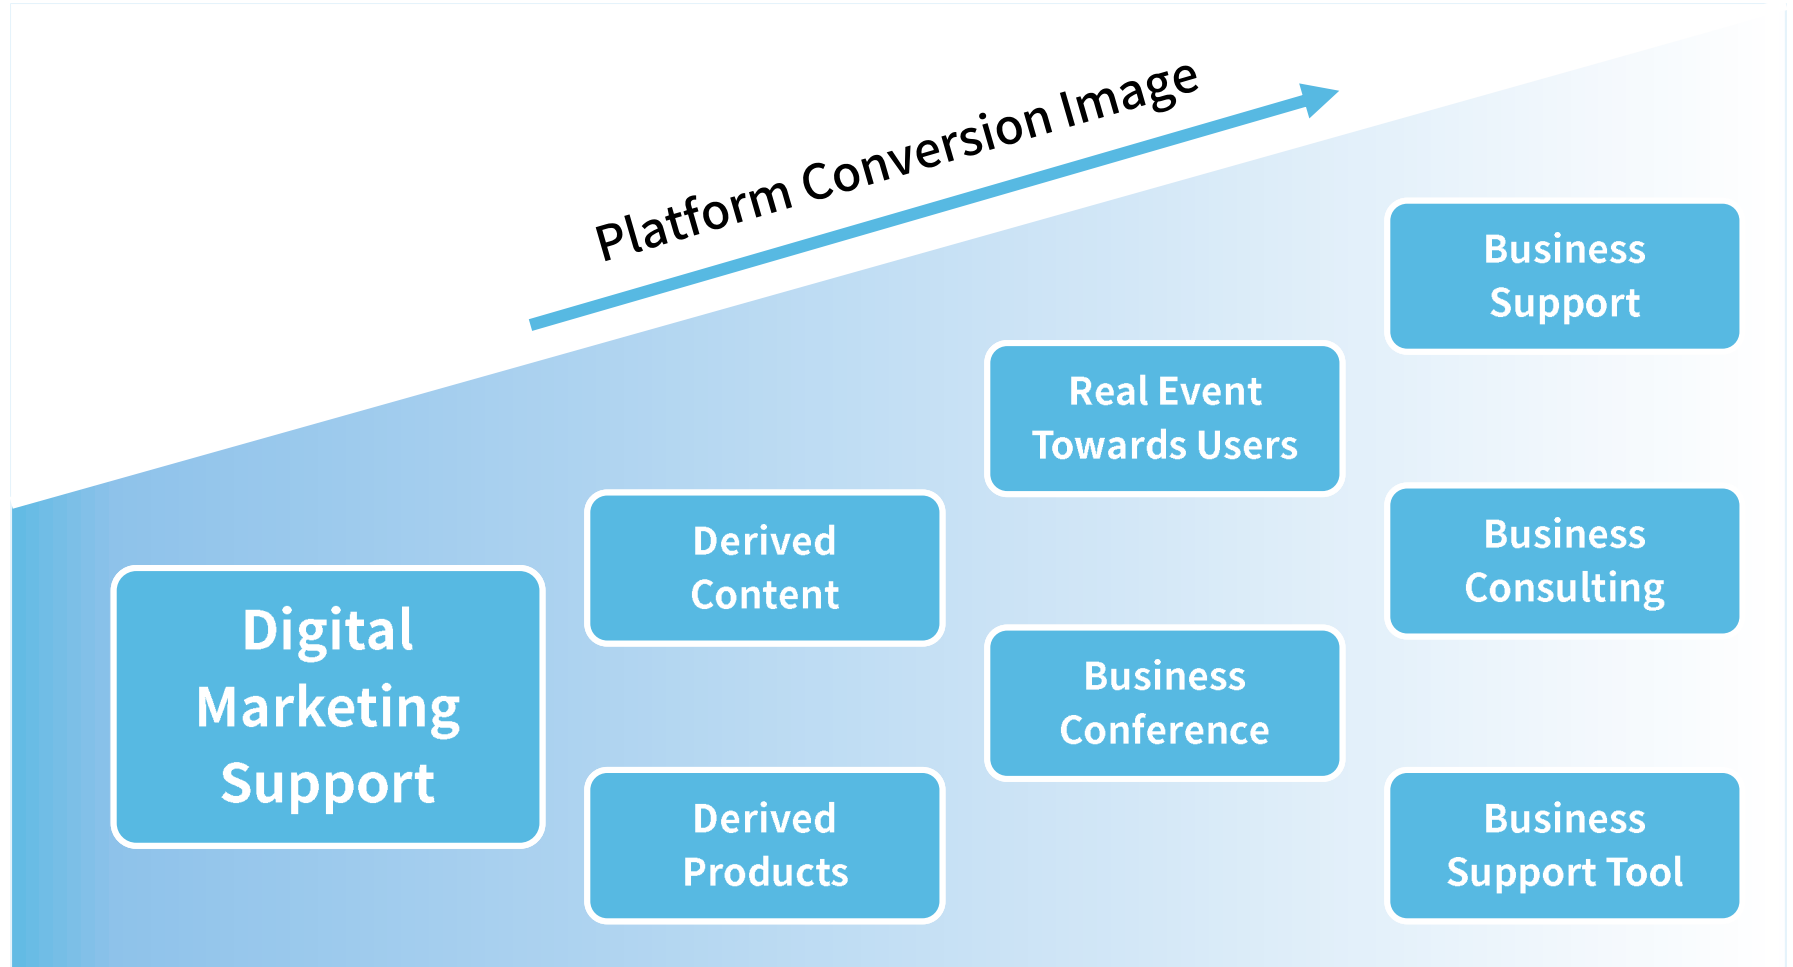 Platform Conversion Image
Digital
Marketing
Support
Derived
Content
Derived
Products
Real Event
Towards Users
Business
Conference
Business
Support
Business
Consulting
Business
Support Tool